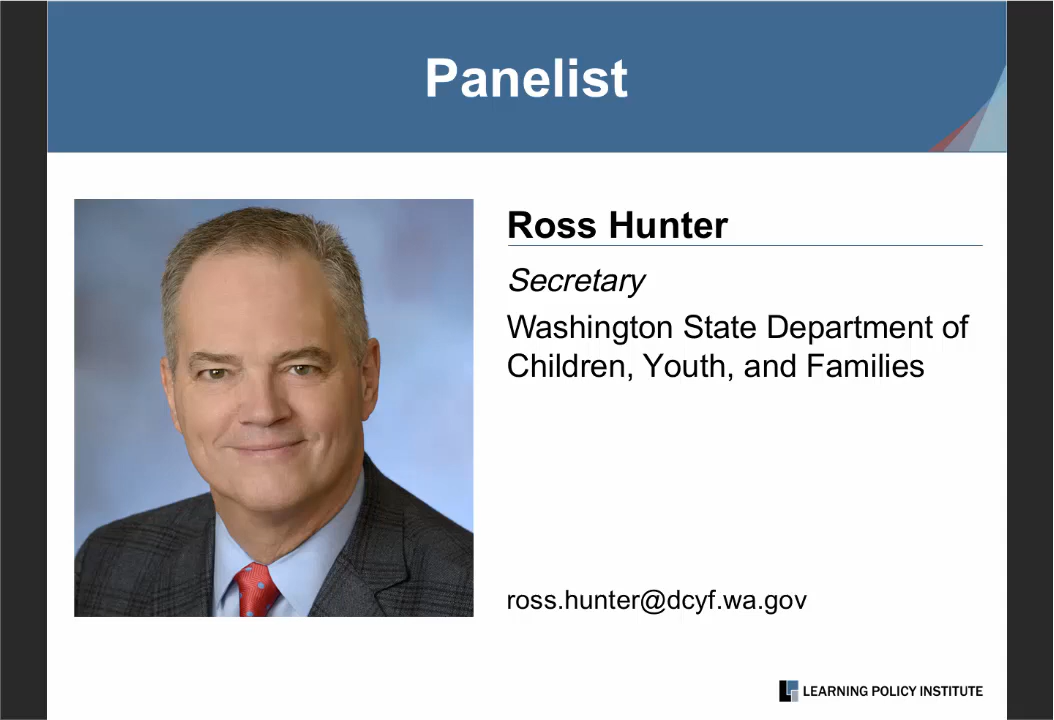 Panelist
Ross Hunter
Secretary
Washington State Department of
Children, Youth, and Families
ross.hunter@dcyf.wa.gov
LEARNING POLICY INSTITUTE